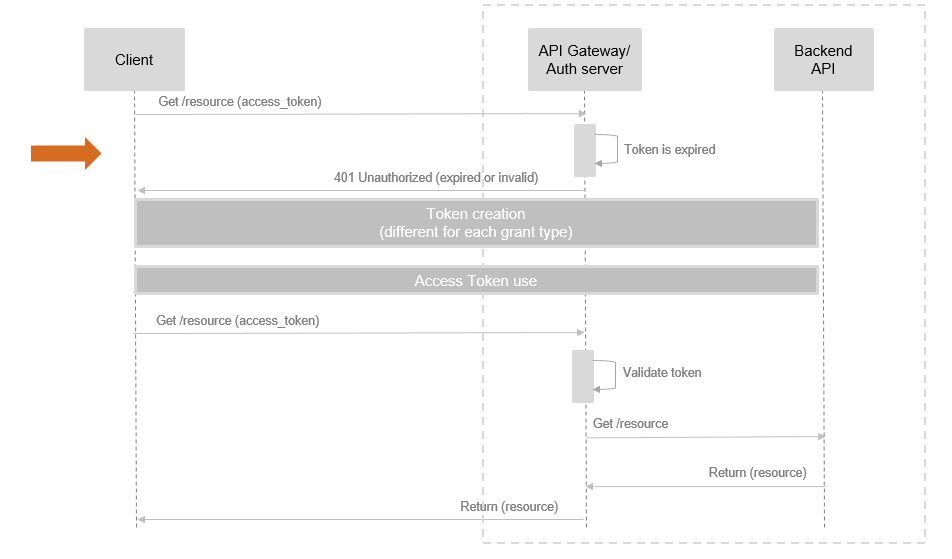 Client
API Gateway/
Auth server
Backend
API
Get /resource (access_token)
Token is expired
401 Unauthorized (expired or invalid)
Token creation
(different for each grant type)
Access Token use
Get /resource (access_token)
Validate token
Get /resource
Return (resource)
Return (resource)